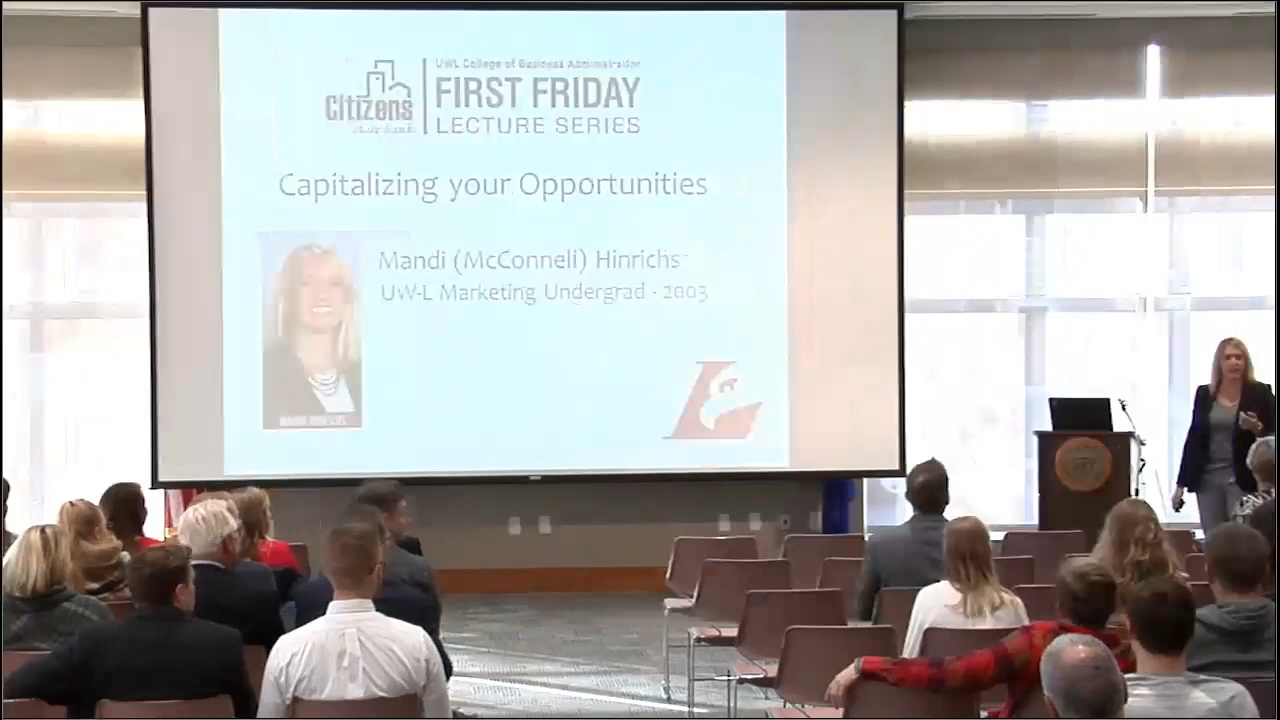 UWL College of Business Administration
Citizens
FIRST FRIDAY
LECTURE SERIES
Capitalizing your Opportunities
Mandi (McConnell) Hinrichs
UW-L Marketing Undergrad - 2003
L